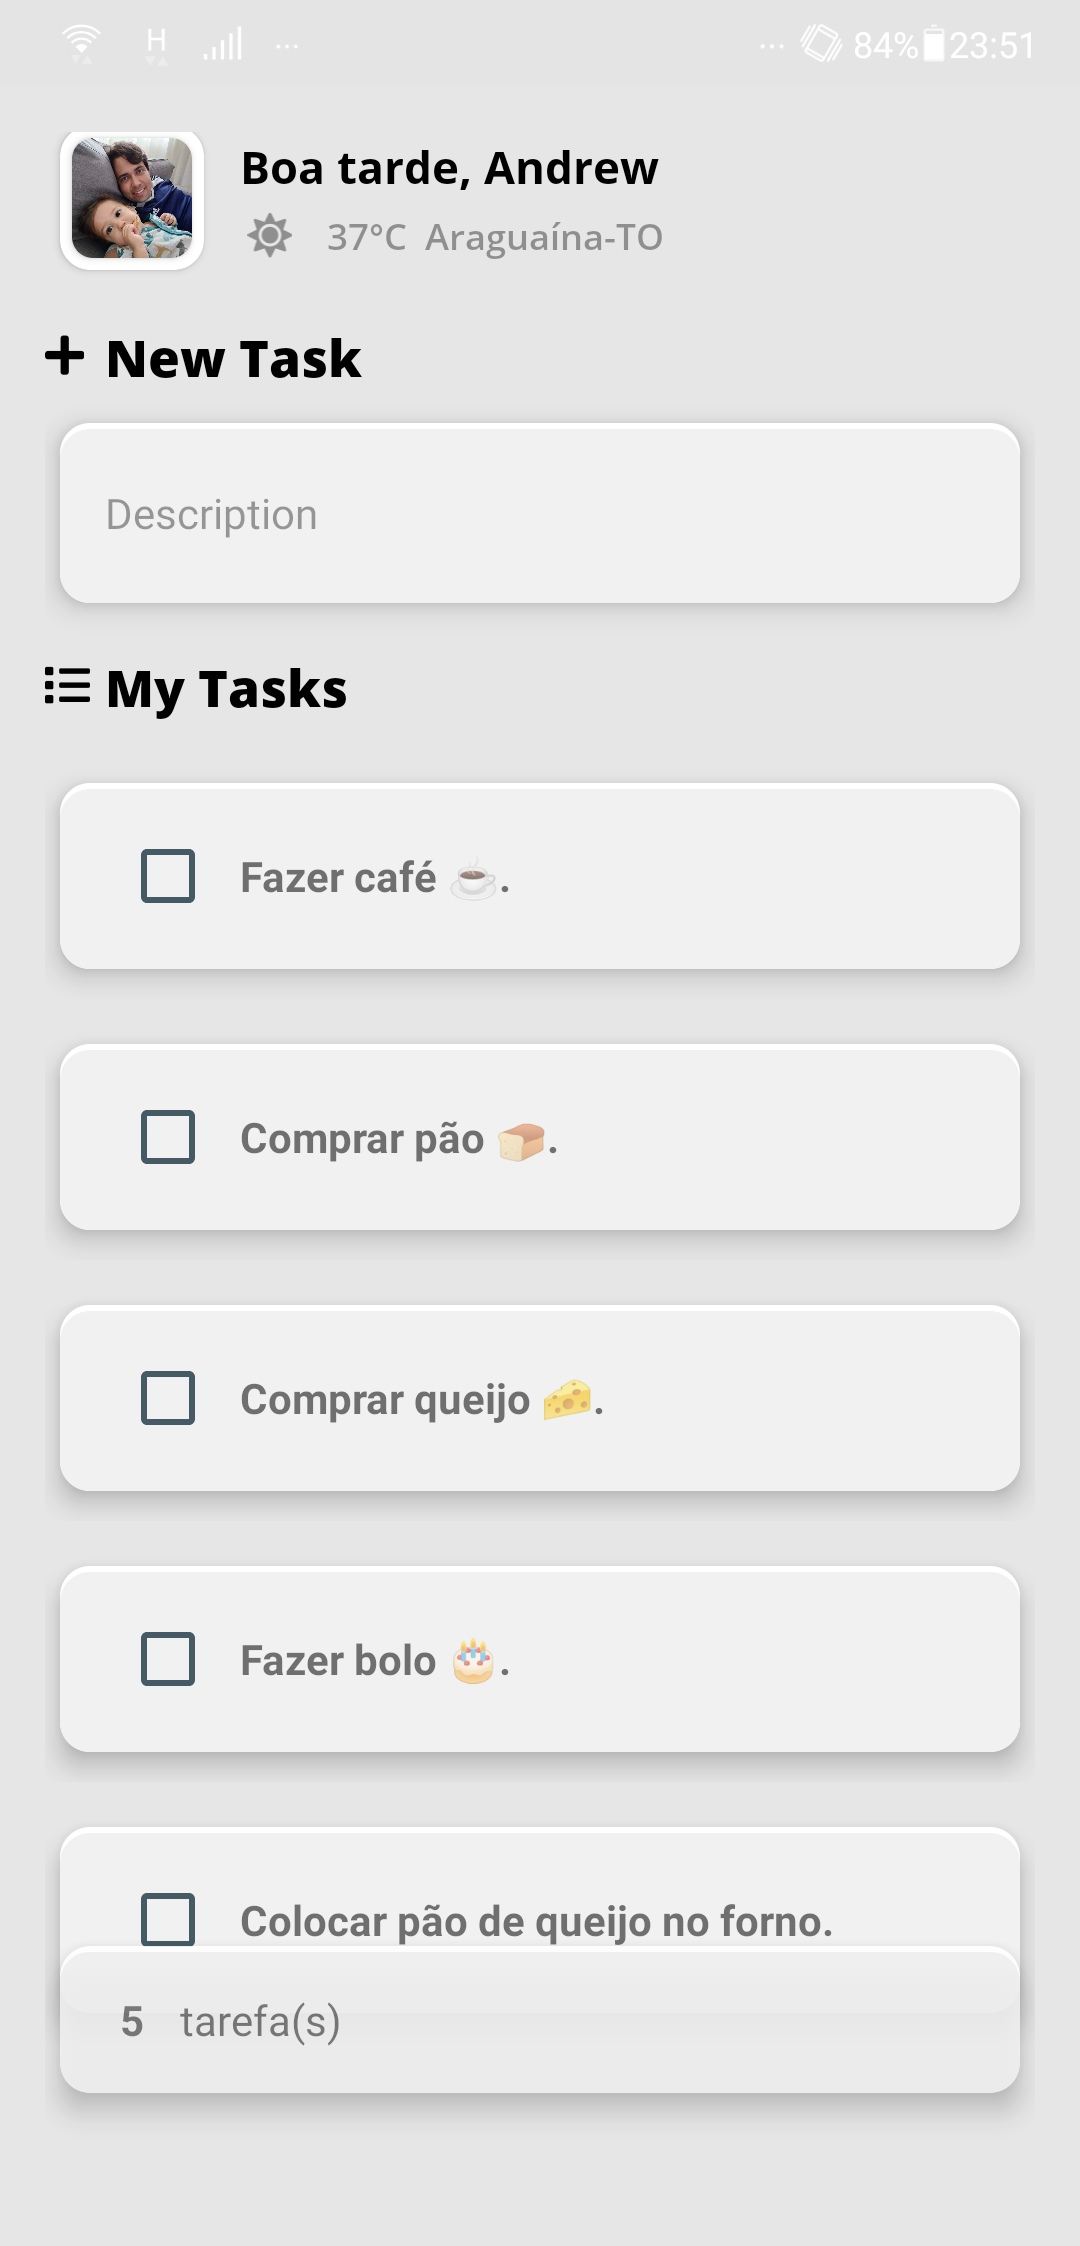 H ... ... 84% 23:51
Boa tarde, Andrew
37°C Araguaína-TO
New Task
Description
My Tasks
Fazer café ☕.
Comprar pão 🍞.
Comprar queijo 🧀.
Fazer bolo 🎂.
Colocar pão de queijo no forno.
5 tarefa(s)